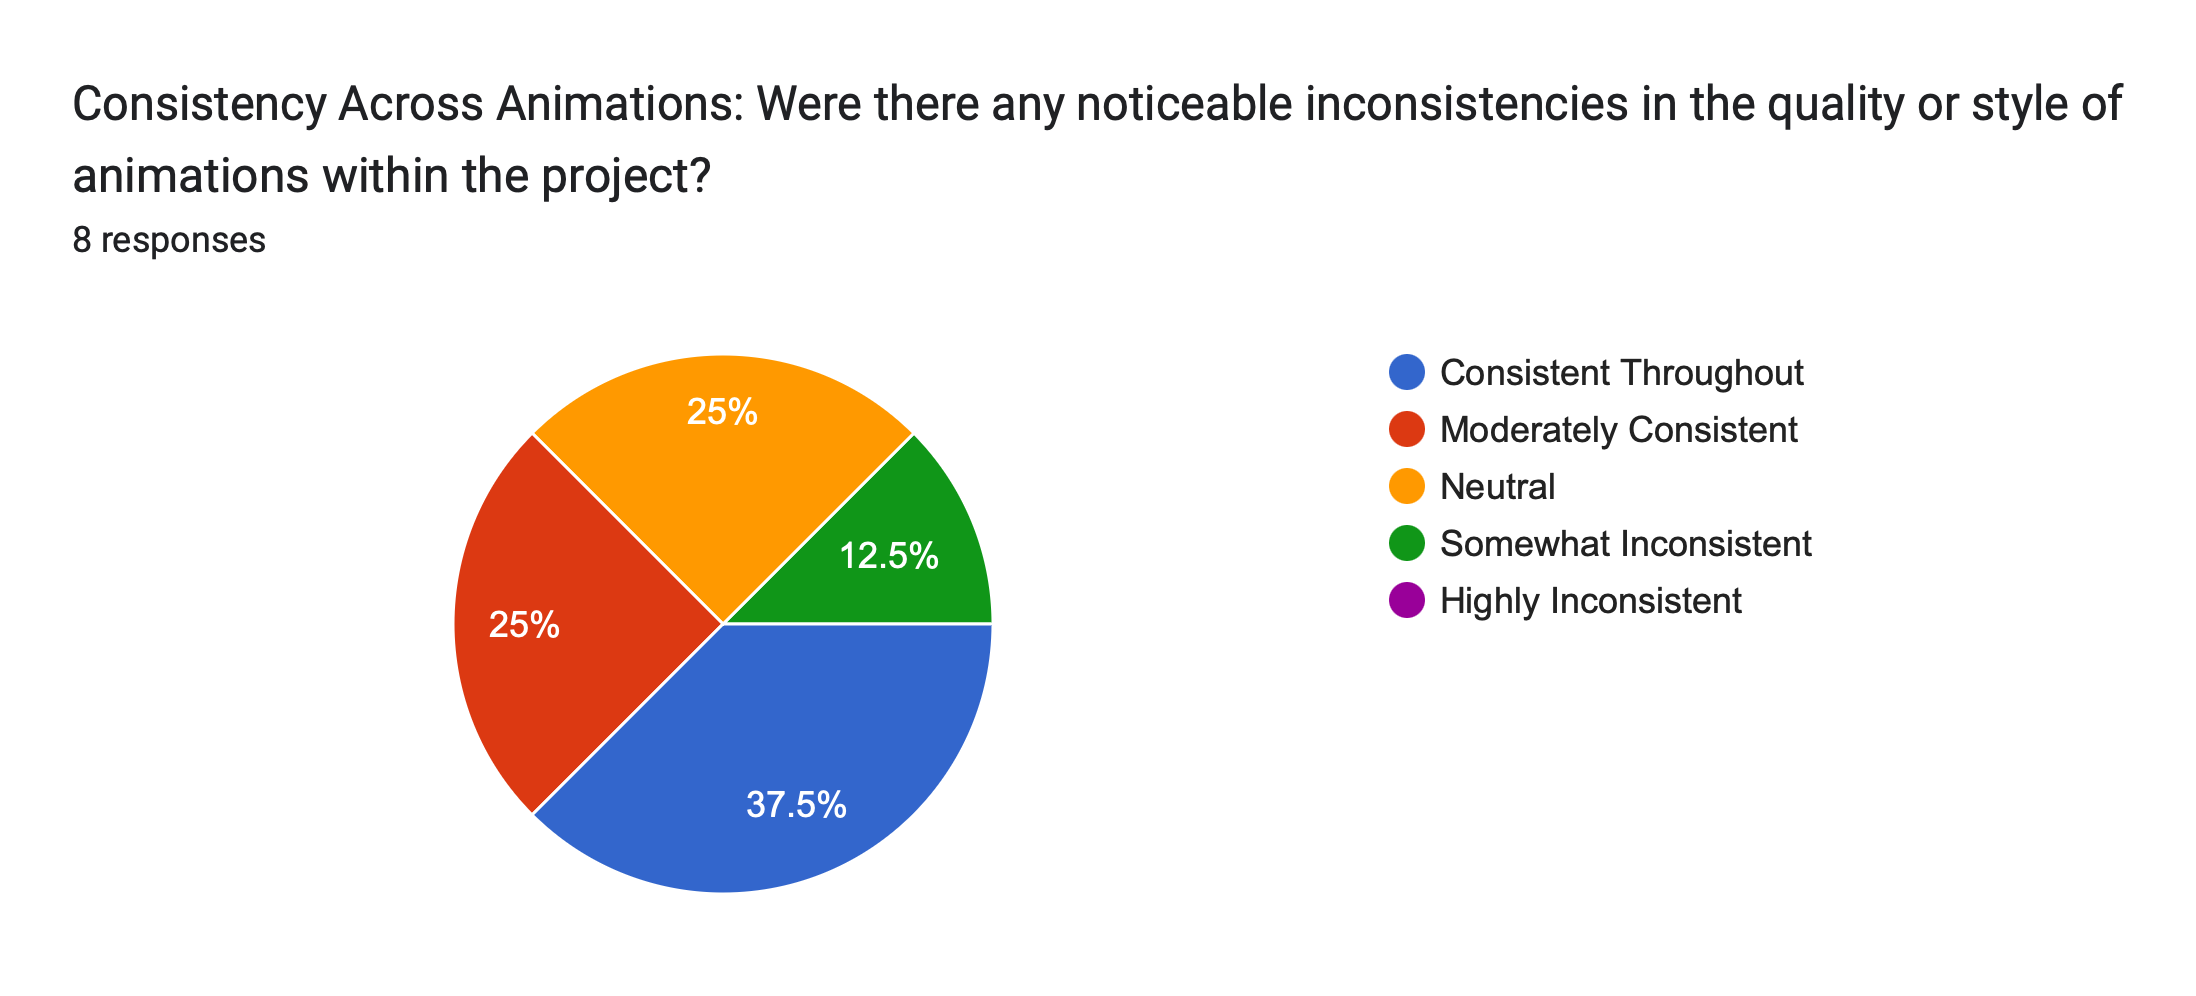 Consistency Across Animations: Were there any noticeable inconsistencies in the quality or style of
animations within the project?
8 responses
25%
12.5%
25%
37.5%
Consistent Throughout
Moderately Consistent
Neutral
Somewhat Inconsistent
Highly Inconsistent